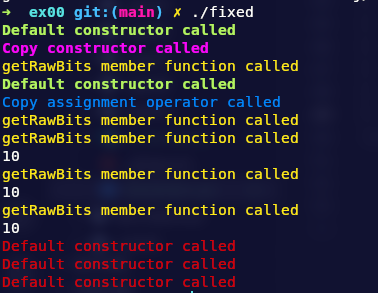 ➜ ex00 git:(main) ✗ ./fixed
Default constructor called
Copy constructor called
getRawBits member function called
Default constructor called
Copy assignment operator called
getRawBits member function called
getRawBits member function called
10
getRawBits member function called
10
getRawBits member function called
10
Default constructor called
Default constructor called
Default constructor called